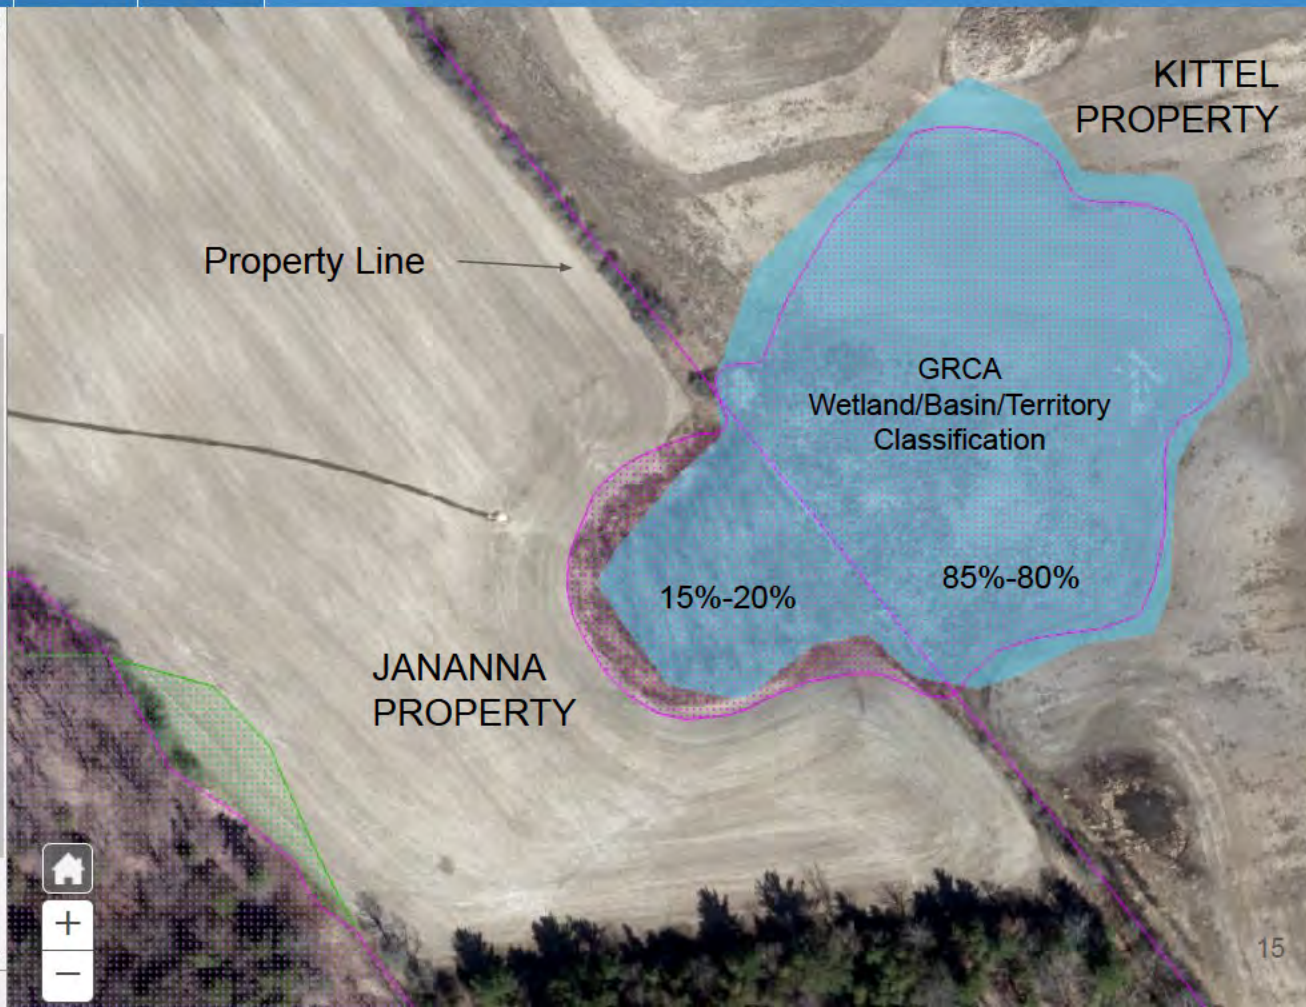 KITTEL
PROPERTY
Property Line
GRCA
Wetland/Basin/Territory
Classification
85%-80%
15%-20%
JANANNA
PROPERTY
+
−
15